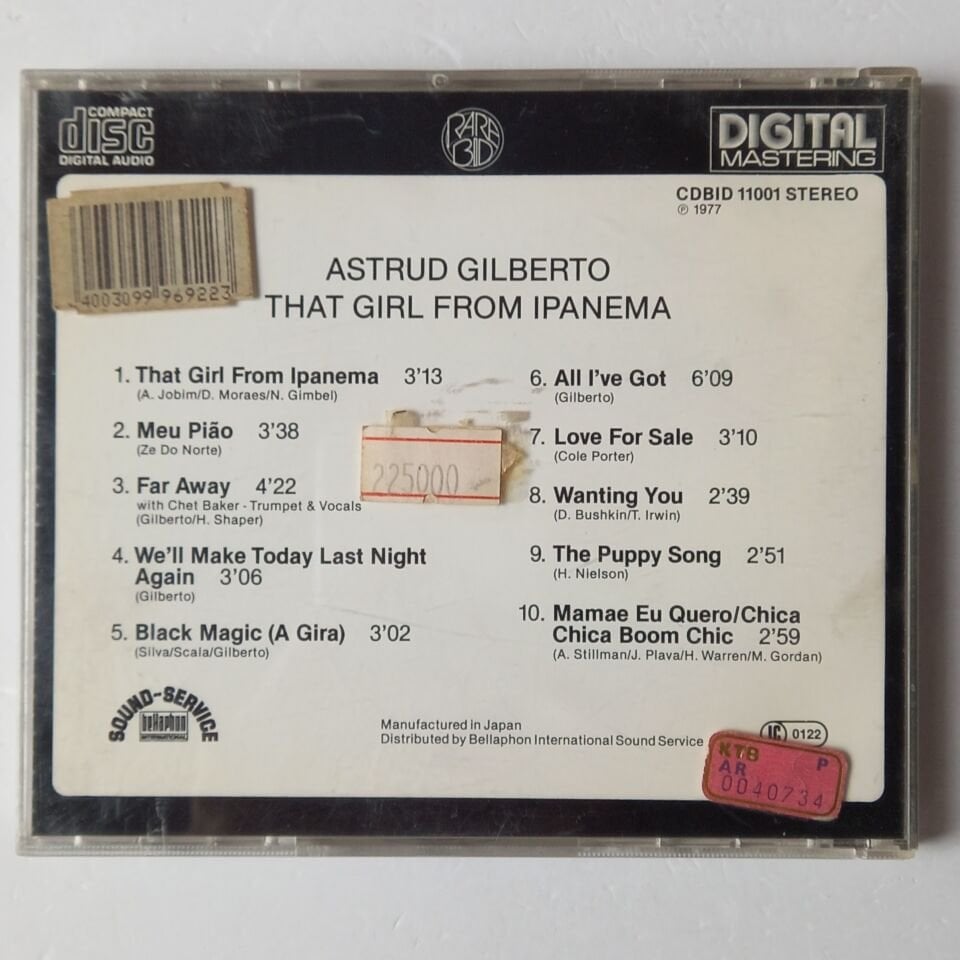 COMPACT
disc
DIGITAL AUDIO
RARE
BID
DIGITAL
MASTERING
CDBID 11001 STEREO
℗ 1977
4003099 969223
ASTRUD GILBERTO
THAT GIRL FROM IPANEMA
1. That Girl From Ipanema 3'13
(A. Jobim/D. Moraes/N. Gimbel)
2. Meu Pião 3'38
(Ze Do Norte)
3. Far Away 4'22
with Chet Baker - Trumpet & Vocals
(Gilberto/H. Shaper)
4. We'll Make Today Last Night
Again 3'06
(Gilberto)
5. Black Magic (A Gira) 3'02
(Silva/Scala/Gilberto)
225000
6. All I've Got 6'09
(Gilberto)
7. Love For Sale 3'10
(Cole Porter)
8. Wanting You 2'39
(D. Bushkin/T. Irwin)
9. The Puppy Song 2'51
(H. Nielson)
10. Mamae Eu Quero/Chica
Chica Boom Chic 2'59
(A. Stillman/J. Plava/H. Warren/M. Gordan)
SOUND-SERVICE
bellaphon
INTERNATIONAL
Manufactured in Japan
Distributed by Bellaphon International Sound Service
LC 0122
KTB P
AR
0040734